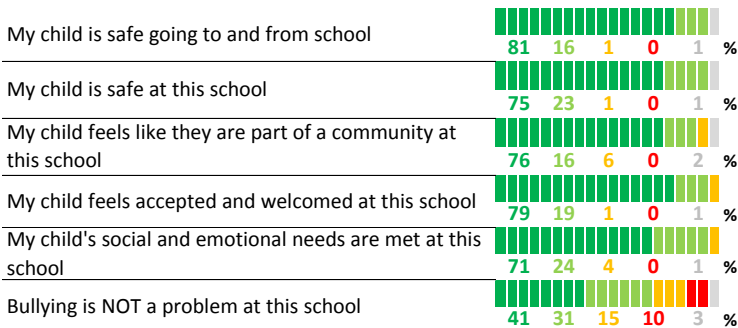 My child is safe going to and from school
81 16 1 0 1 %
My child is safe at this school
75 23 1 0 1 %
My child feels like they are part of a community at
this school
76 16 6 0 2 %
My child feels accepted and welcomed at this school
79 19 1 0 1 %
My child's social and emotional needs are met at this
school
71 24 4 0 1 %
Bullying is NOT a problem at this school
41 31 15 10 3 %